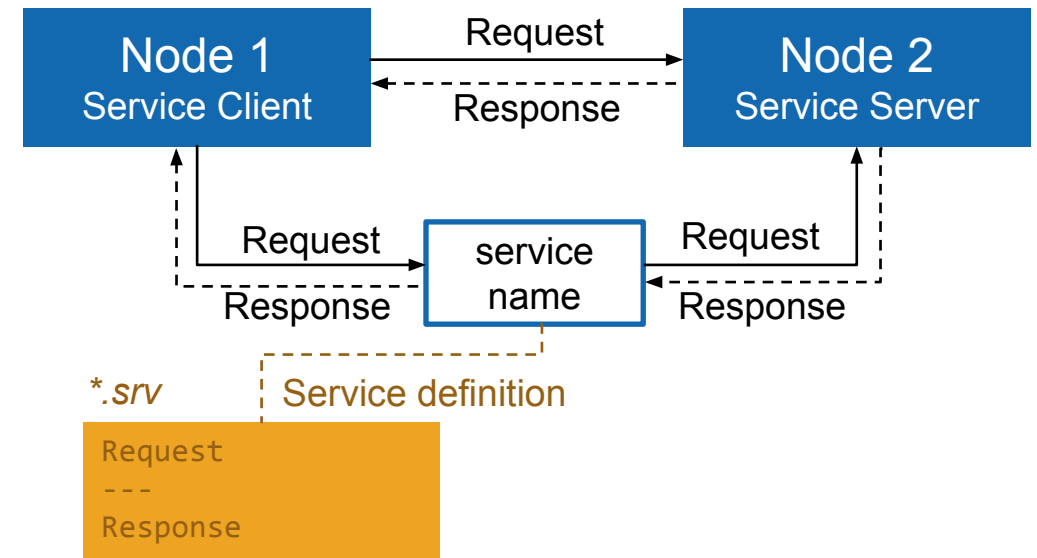 Node 1
Service Client
Request
Response
Node 2
Service Server
Request
Response
service
name
Request
Response
*.srv
Service definition
Request
---
Response